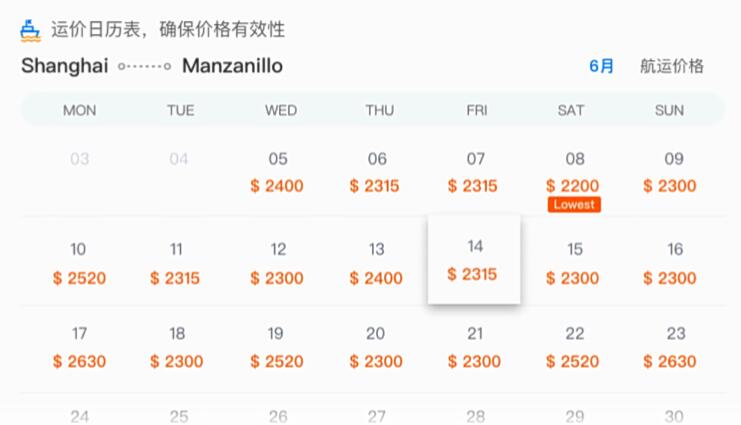 运价日历表，确保价格有效性
Shanghai Manzanillo 6月 航运价格
MON TUE WED THU FRI SAT SUN
03 04 05 06 07 08 09
$ 2400 $ 2315 $ 2315 $ 2200 $ 2300
Lowest
10 11 12 13 14 15 16
$ 2520 $ 2315 $ 2300 $ 2400 $ 2315 $ 2300 $ 2300
17 18 19 20 21 22 23
$ 2630 $ 2300 $ 2520 $ 2300 $ 2300 $ 2520 $ 2630
24 25 26 27 28 29 30